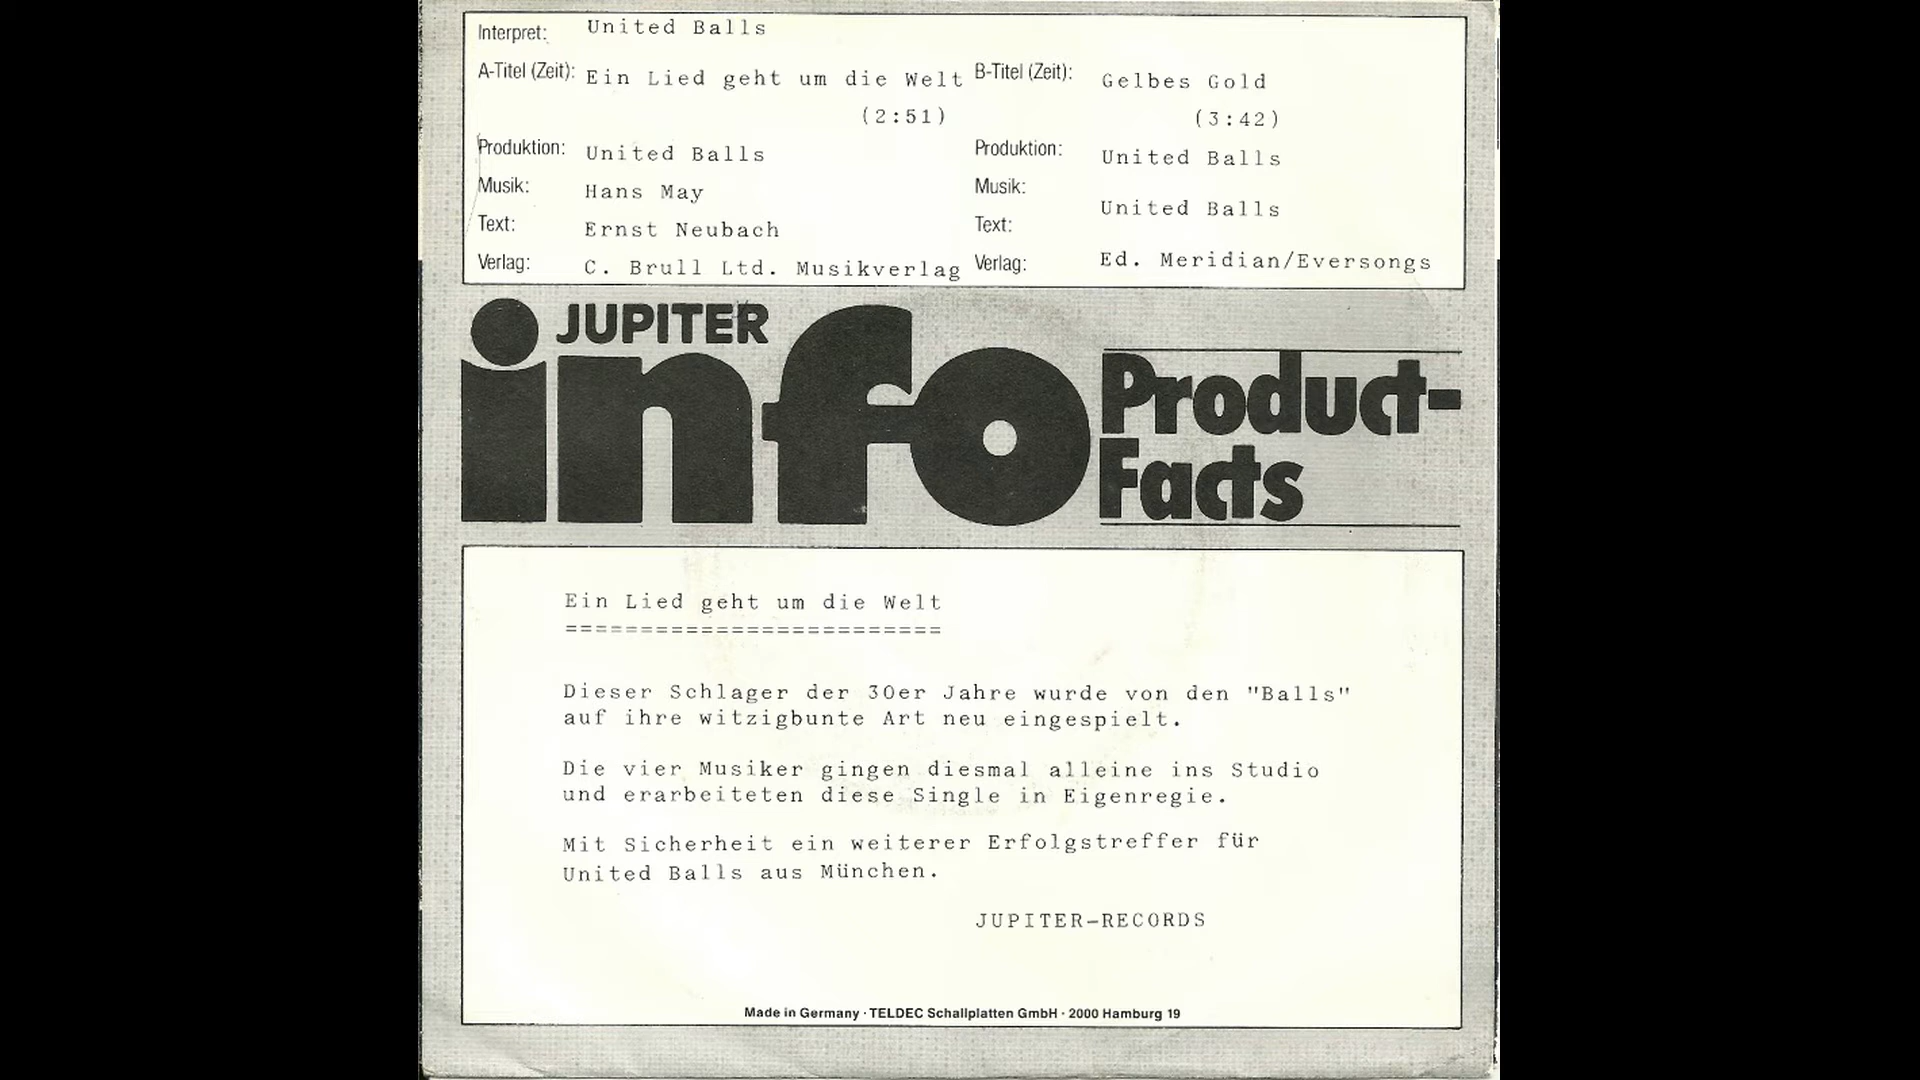 Interpret: United Balls
A-Titel (Zeit): Ein Lied geht um die Welt
(2:51)
Produktion: United Balls
Musik: Hans May
Text: Ernst Neubach
Verlag: C. Brull Ltd. Musikverlag
B-Titel (Zeit): Gelbes Gold
(3:42)
Produktion: United Balls
Musik:
United Balls
Text:
Verlag: Ed. Meridian/Eversongs
JUPITER
info
Product-
Facts
Ein Lied geht um die Welt
=========================
Dieser Schlager der 30er Jahre wurde von den "Balls"
auf ihre witzigbunte Art neu eingespielt.
Die vier Musiker gingen diesmal alleine ins Studio
und erarbeiteten diese Single in Eigenregie.
Mit Sicherheit ein weiterer Erfolgstreffer für
United Balls aus München.
JUPITER-RECORDS
Made in Germany · TELDEC Schallplatten GmbH · 2000 Hamburg 19